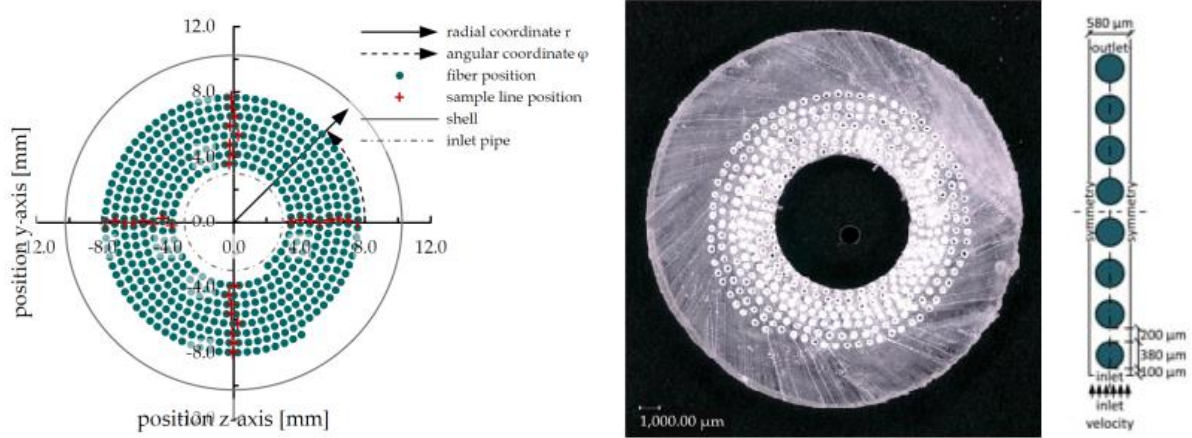 12.0
8.0
4.0
0.0
12.0
-8.0
-4.0
0.0
4.0
8.0
12.0
-4.0
-8.0
position y-axis [mm]
position z-axis [mm]
radial coordinate r
angular coordinate φ
fiber position
sample line position
shell
inlet pipe
1,000.00 μm
580 μm
outlet
symmetry
symmetry
200 μm
380 μm
100 μm
inlet
inlet
velocity